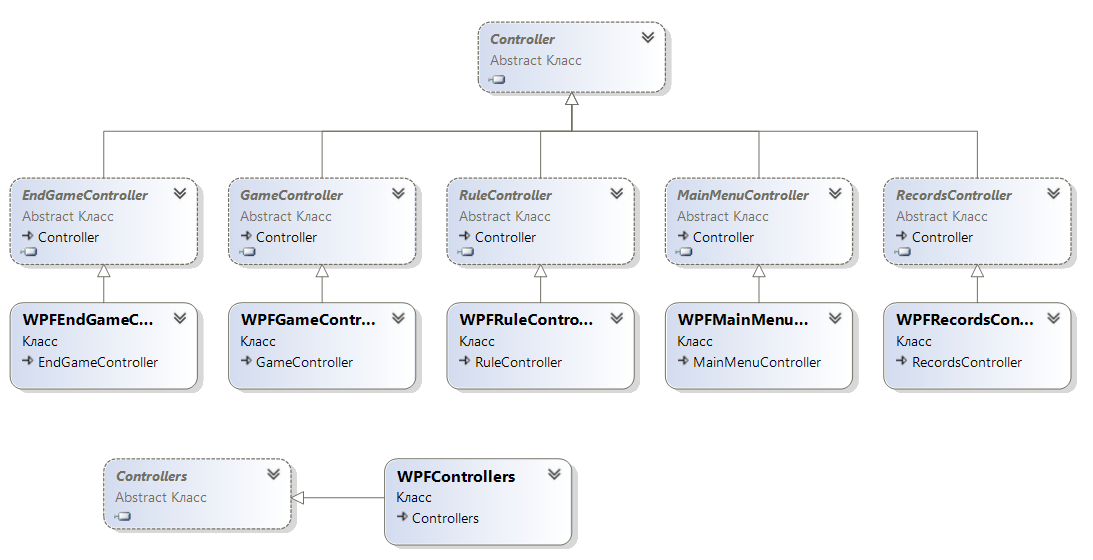 Controller
Abstract Класс
EndGameController
Abstract Класс
Controller
GameController
Abstract Класс
Controller
RuleController
Abstract Класс
Controller
MainMenuController
Abstract Класс
Controller
RecordsController
Abstract Класс
Controller
WPFEndGameC...
Класс
EndGameController
WPFGameContr...
Класс
GameController
WPFRuleContro...
Класс
RuleController
WPFMainMenu...
Класс
MainMenuController
WPFRecordsCon...
Класс
RecordsController
Controllers
Abstract Класс
WPFControllers
Класс
Controllers